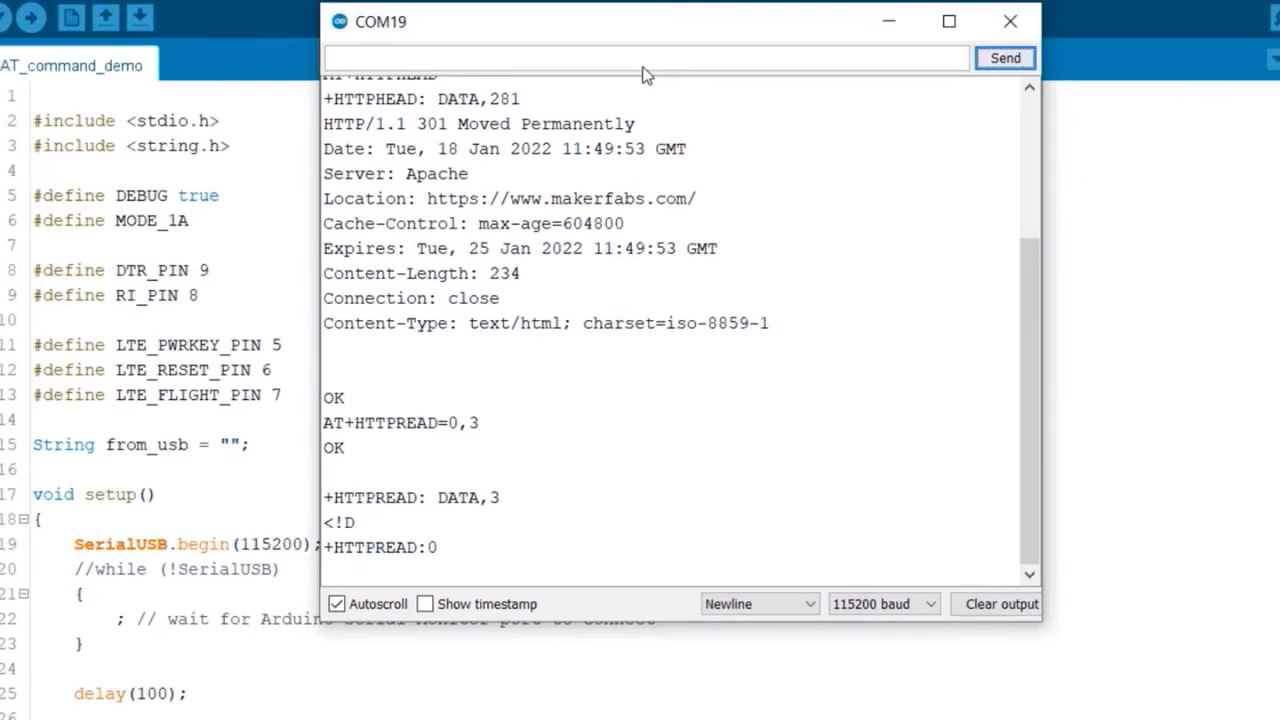 COM19
Send
AT_command_demo
1
2 #include <stdio.h>
3 #include <string.h>
4
5 #define DEBUG true
6 #define MODE_1A
7
8 #define DTR_PIN 9
9 #define RI_PIN 8
10
11 #define LTE_PWRKEY_PIN 5
12 #define LTE_RESET_PIN 6
13 #define LTE_FLIGHT_PIN 7
14
15 String from_usb = "";
16
17 void setup()
18 {
19 SerialUSB.begin(115200);
20 //while (!SerialUSB)
21 {
22 ; // wait for Arduino
23 }
24
25 delay(100);
26
+HTTPHEAD: DATA,281
HTTP/1.1 301 Moved Permanently
Date: Tue, 18 Jan 2022 11:49:53 GMT
Server: Apache
Location: https://www.makerfabs.com/
Cache-Control: max-age=604800
Expires: Tue, 25 Jan 2022 11:49:53 GMT
Content-Length: 234
Connection: close
Content-Type: text/html; charset=iso-8859-1
OK
AT+HTTPREAD=0,3
OK
+HTTPREAD: DATA,3
<!D
+HTTPREAD:0
Autoscroll Show timestamp Newline 115200 baud Clear output